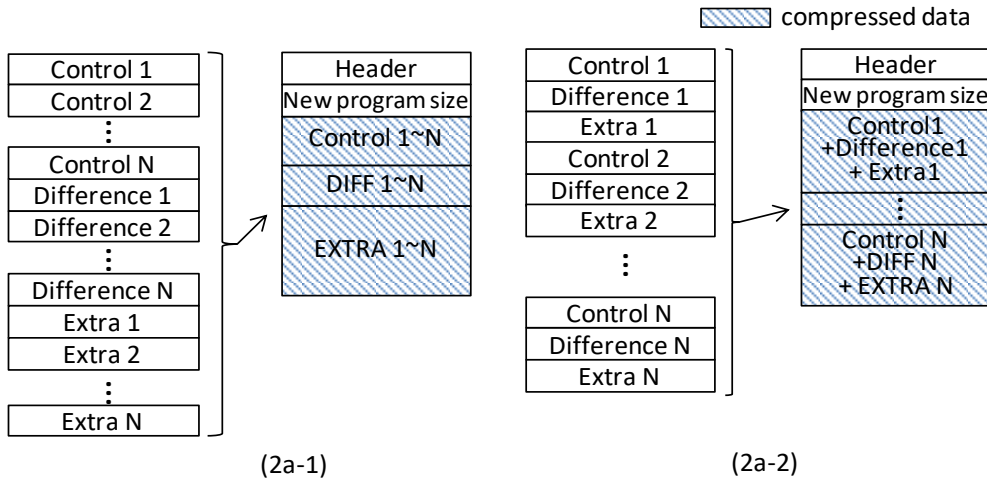 compressed data
Control 1
Control 2
Control N
Difference 1
Difference 2
Difference N
Extra 1
Extra 2
Extra N
Header
New program size
Control 1~N
DIFF 1~N
EXTRA 1~N
(2a-1)
Control 1
Difference 1
Extra 1
Control 2
Difference 2
Extra 2
Control N
Difference N
Extra N
Header
New program size
Control1
+Difference1
+ Extra1
Control N
+DIFF N
+ EXTRA N
(2a-2)